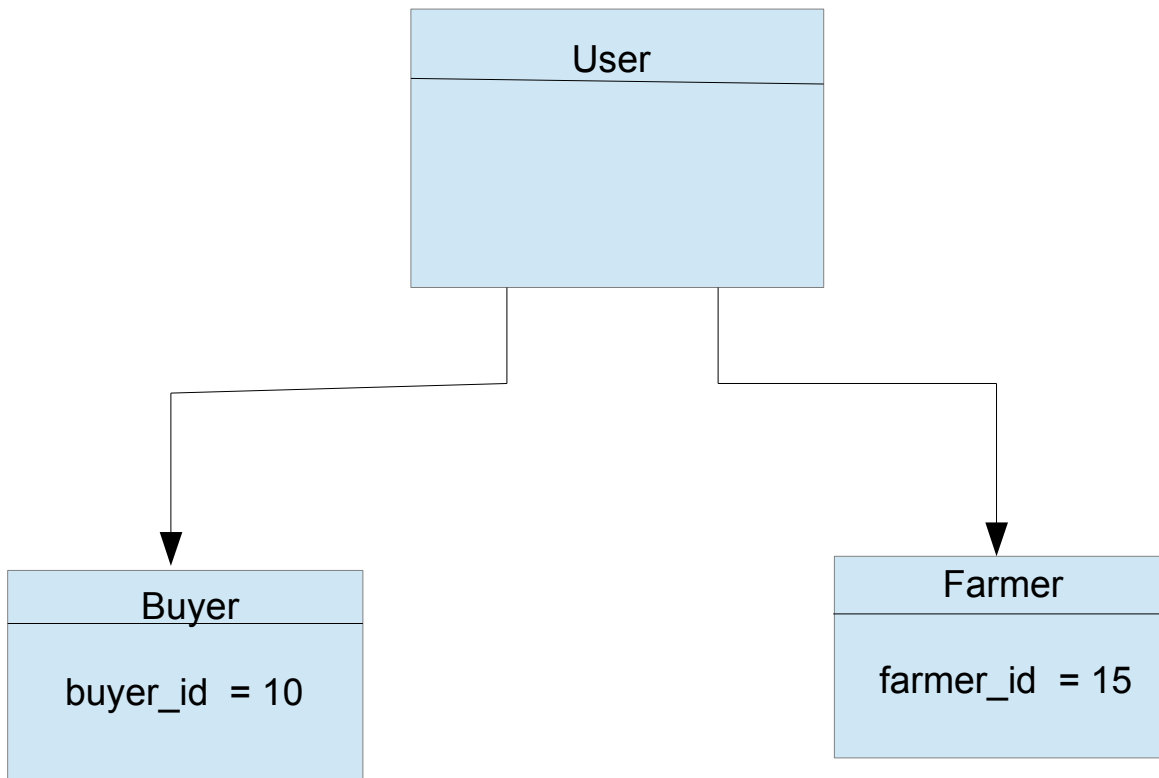 User
Buyer
buyer_id = 10
Farmer
farmer_id = 15